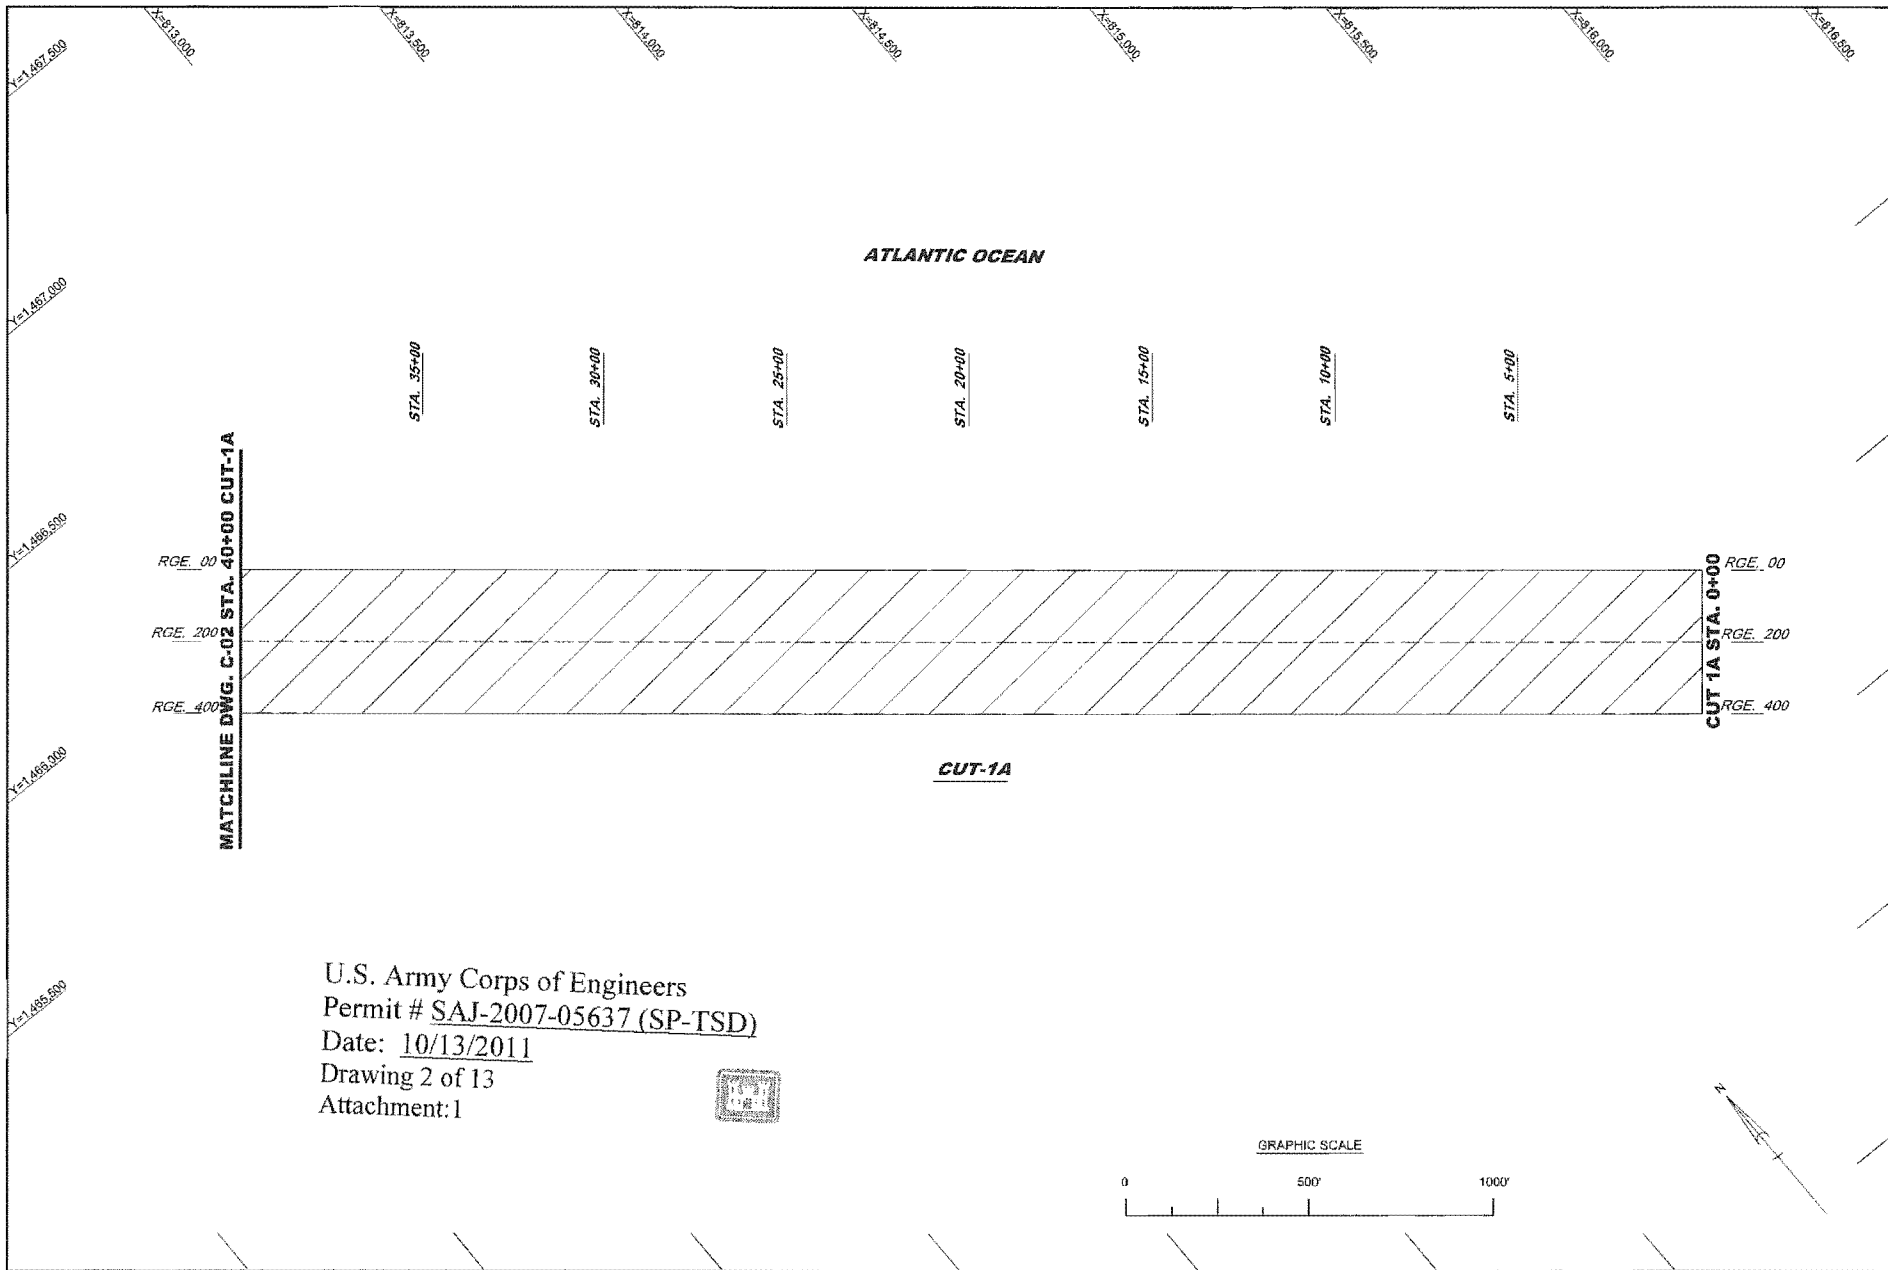 X=813,000
X=813,500
X=814,000
X=814,500
X=815,000
X=815,500
X=816,000
X=816,500
Y=1,467,500
Y=1,467,000
Y=1,466,500
Y=1,466,000
Y=1,465,500
ATLANTIC OCEAN
STA. 35+00
STA. 30+00
STA. 25+00
STA. 20+00
STA. 15+00
STA. 10+00
STA. 5+00
MATCHLINE DWG. C-02 STA. 40+00 CUT-1A
RGE. 00
RGE. 200
RGE. 400
CUT 1A STA. 0+00
RGE. 00
RGE. 200
RGE. 400
CUT-1A
U.S. Army Corps of Engineers
Permit # SAJ-2007-05637 (SP-TSD)
Date: 10/13/2011
Drawing 2 of 13
Attachment:1
N
GRAPHIC SCALE
0 500' 1000'